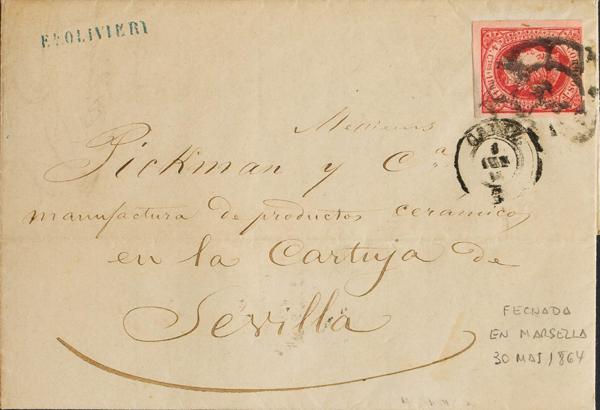 E. OLIVIERI
Messieurs
Pickman y Cª
manufactura de productos cerámicos
en la Cartuja de
Sevilla
FECHADA
EN MARSELLA
30 MAI 1864